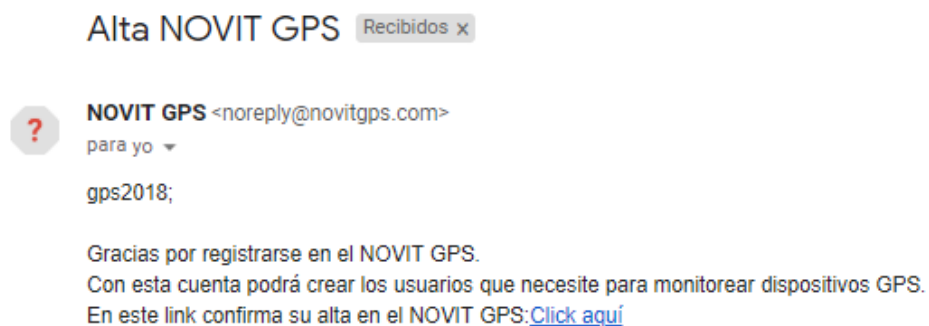 Alta NOVIT GPS Recibidos x
NOVIT GPS <noreply@novitgps.com>
?
para yo
gps2018;
Gracias por registrarse en el NOVIT GPS.
Con esta cuenta podrá crear los usuarios que necesite para monitorear dispositivos GPS.
En este link confirma su alta en el NOVIT GPS:Click aquí